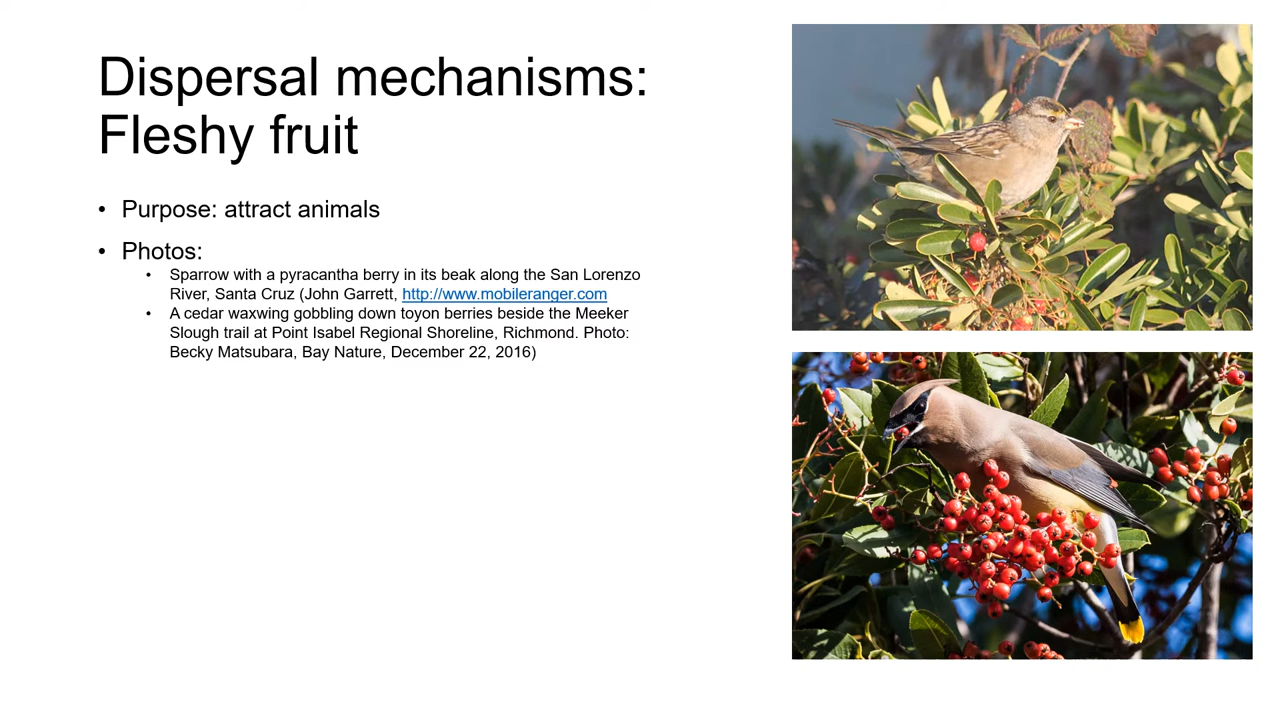 Dispersal mechanisms:
Fleshy fruit
• Purpose: attract animals
• Photos:
• Sparrow with a pyracantha berry in its beak along the San Lorenzo
River, Santa Cruz (John Garrett, http://www.mobileranger.com
• A cedar waxwing gobbling down toyon berries beside the Meeker
Slough trail at Point Isabel Regional Shoreline, Richmond. Photo:
Becky Matsubara, Bay Nature, December 22, 2016)